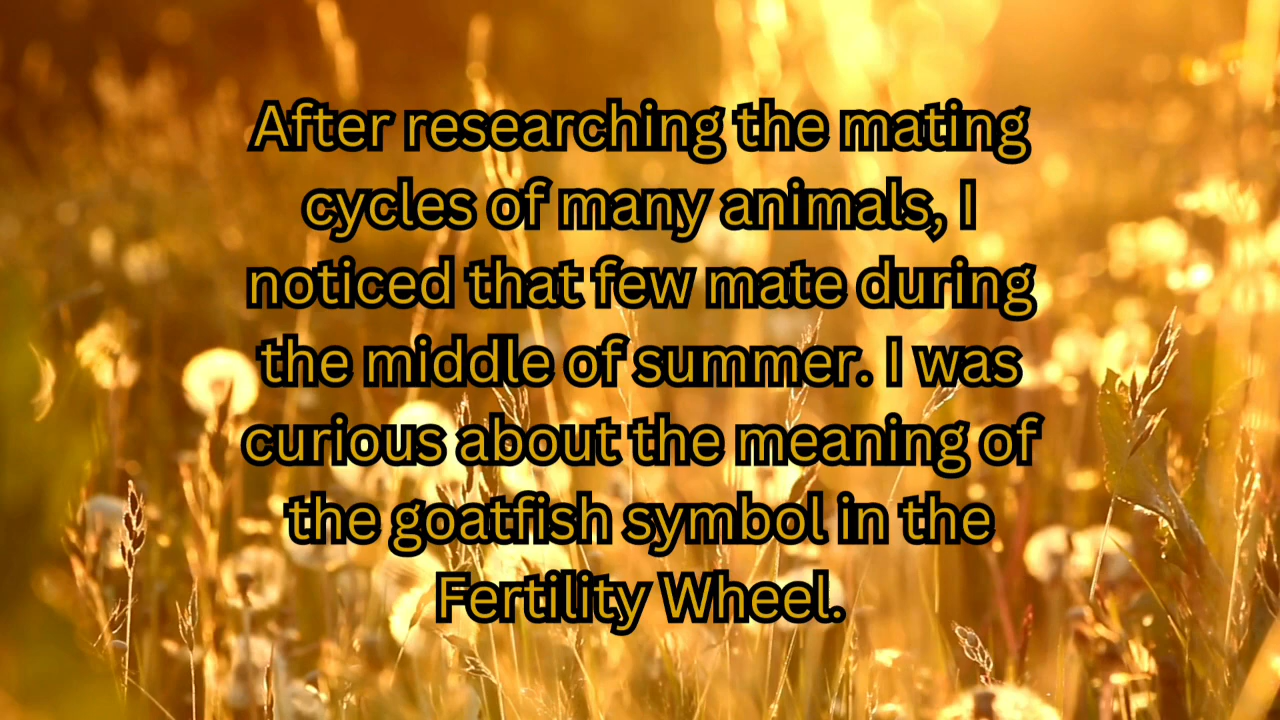 After researching the mating
cycles of many animals, I
noticed that few mate during
the middle of summer. I was
curious about the meaning of
the goatfish symbol in the
Fertility Wheel.